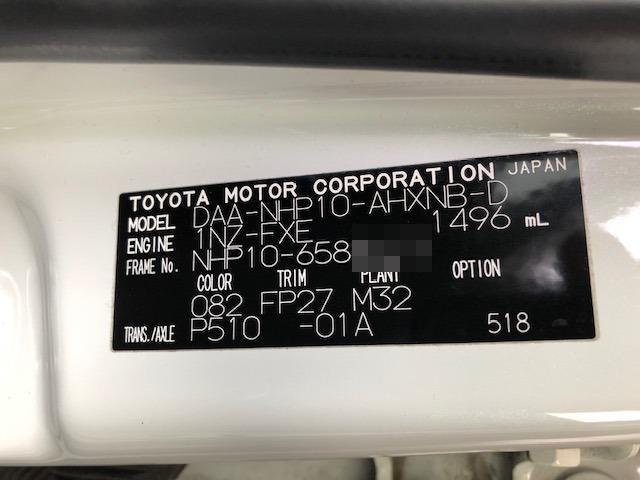 TOYOTA MOTOR CORPORATION JAPAN
MODEL DAA-NHP10-AHXNB-D
ENGINE 1NZ-FXE 1496 mL
FRAME No. NHP10-658
COLOR TRIM PLANT OPTION
082 FP27 M32
TRANS./AXLE P510 -01A 518